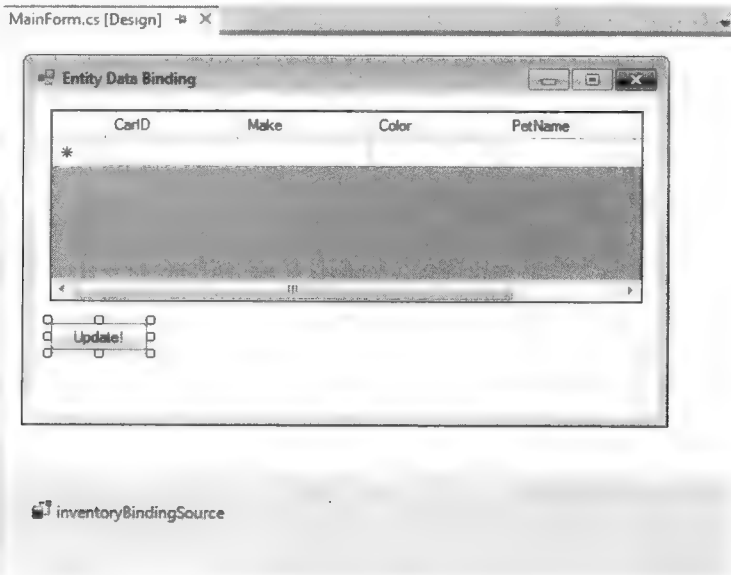 MainForm.cs [Design]
Entity Data Binding
CarID Make Color PetName
*
Update!
inventoryBindingSource